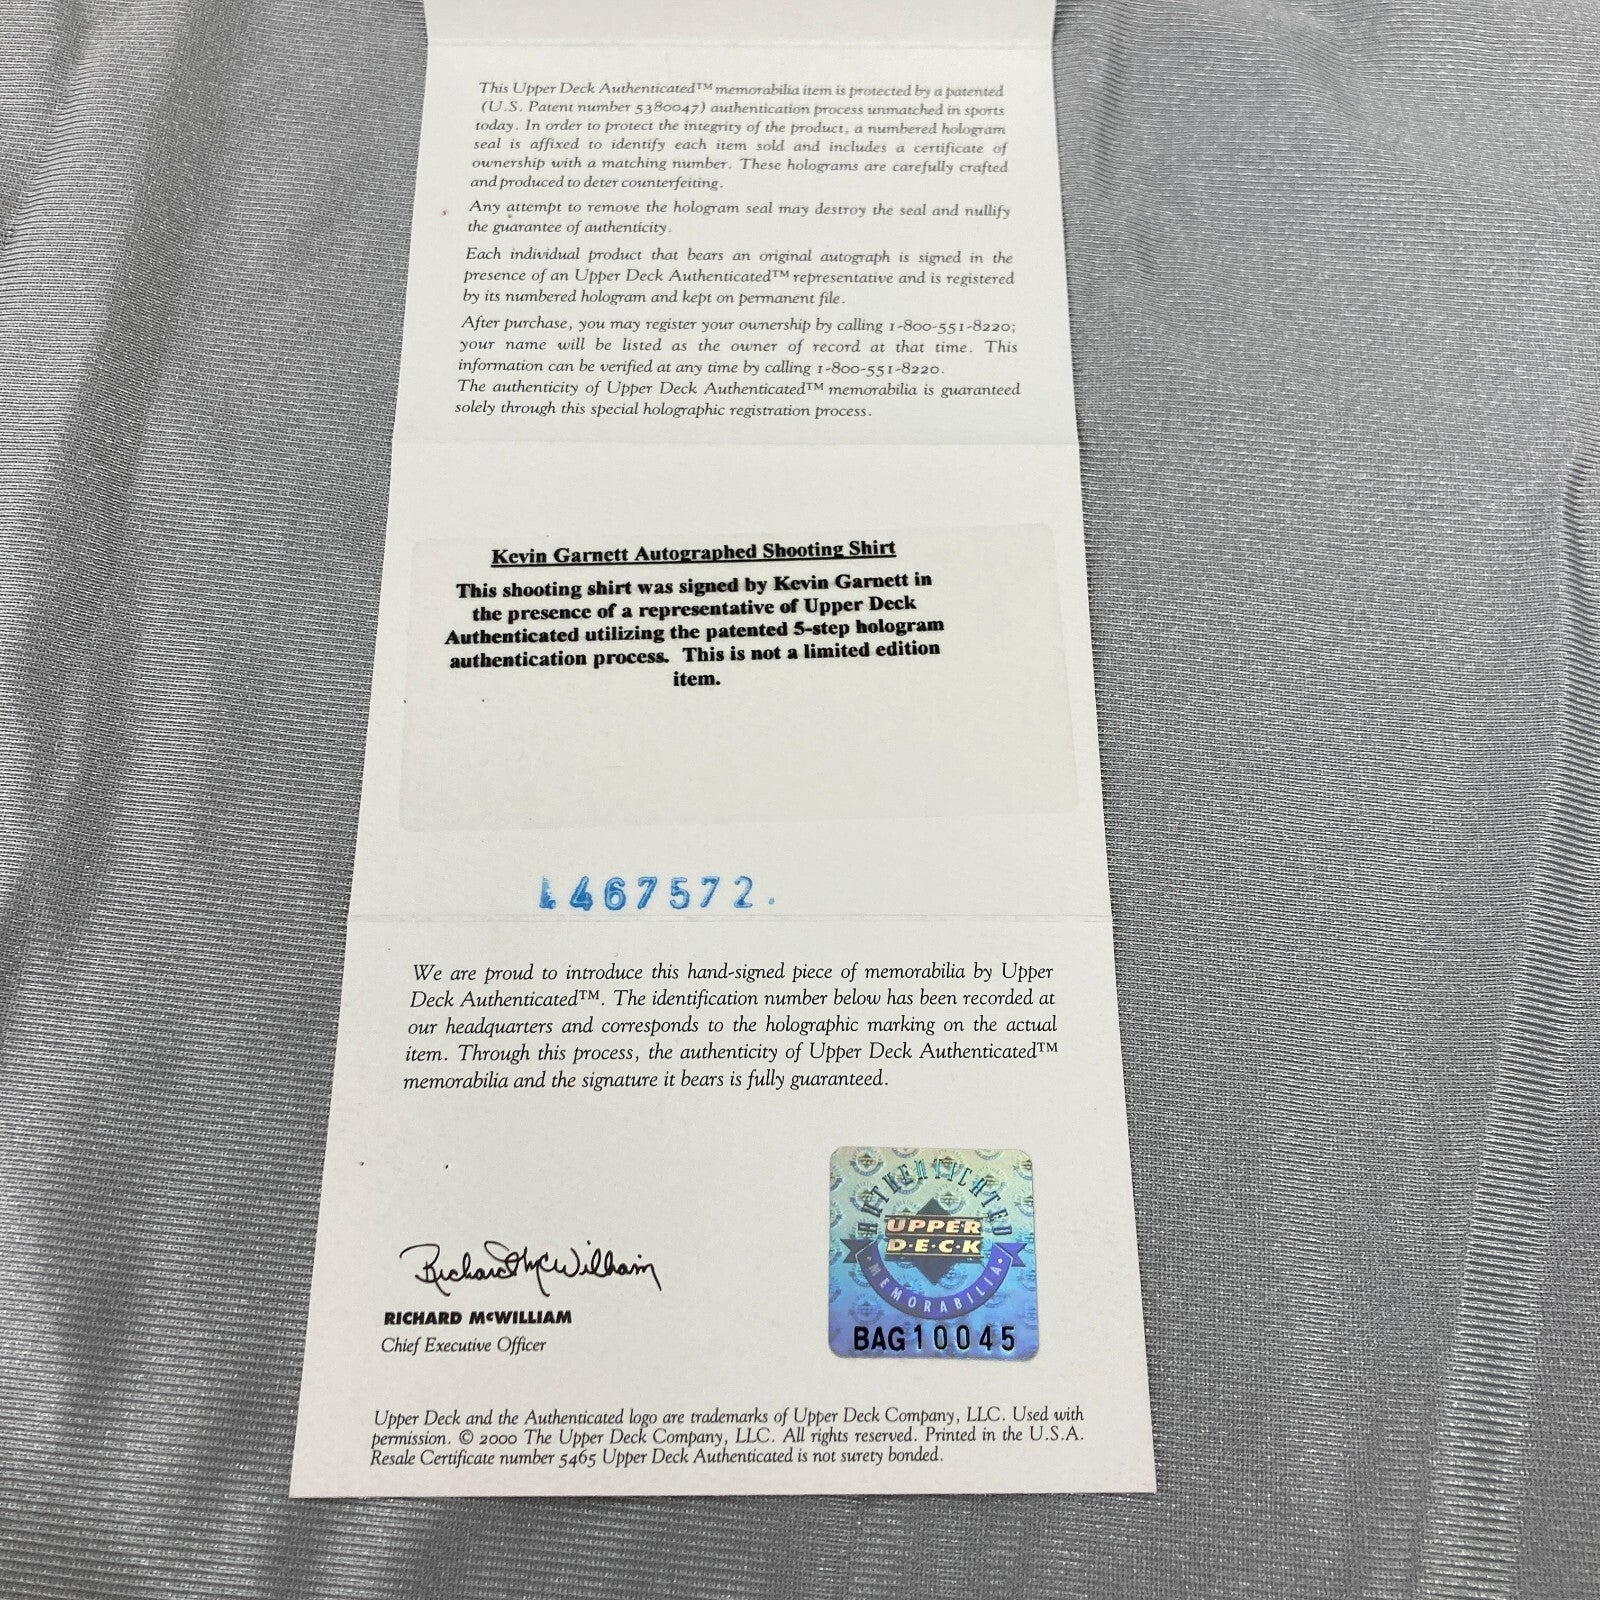 This Upper Deck Authenticated™ memorabilia item is protected by a patented
(U.S. Patent number 5380047) authentication process unmatched in sports
today. In order to protect the integrity of the product, a numbered hologram
seal is affixed to identify each item sold and includes a certificate of
ownership with a matching number. These holograms are carefully crafted
and produced to deter counterfeiting.
Any attempt to remove the hologram seal may destroy the seal and nullify
the guarantee of authenticity.
Each individual product that bears an original autograph is signed in the
presence of an Upper Deck Authenticated™ representative and is registered
by its numbered hologram and kept on permanent file.
After purchase, you may register your ownership by calling 1-800-551-8220;
your name will be listed as the owner of record at that time. This
information can be verified at any time by calling 1-800-551-8220.
The authenticity of Upper Deck Authenticated™ memorabilia is guaranteed
solely through this special holographic registration process.
Kevin Garnett Autographed Shooting Shirt
This shooting shirt was signed by Kevin Garnett in
the presence of a representative of Upper Deck
Authenticated utilizing the patented 5-step hologram
authentication process. This is not a limited edition
item.
1467572.
We are proud to introduce this hand-signed piece of memorabilia by Upper
Deck Authenticated™. The identification number below has been recorded at
our headquarters and corresponds to the holographic marking on the actual
item. Through this process, the authenticity of Upper Deck Authenticated™
memorabilia and the signature it bears is fully guaranteed.
Richard McWilliam
RICHARD McWILLIAM
Chief Executive Officer
AUTHENTICATED
UPPER
D·E·C·K
MEMORABILIA
BAG10045
Upper Deck and the Authenticated logo are trademarks of Upper Deck Company, LLC. Used with
permission. © 2000 The Upper Deck Company, LLC. All rights reserved. Printed in the U.S.A.
Resale Certificate number 5465 Upper Deck Authenticated is not surety bonded.